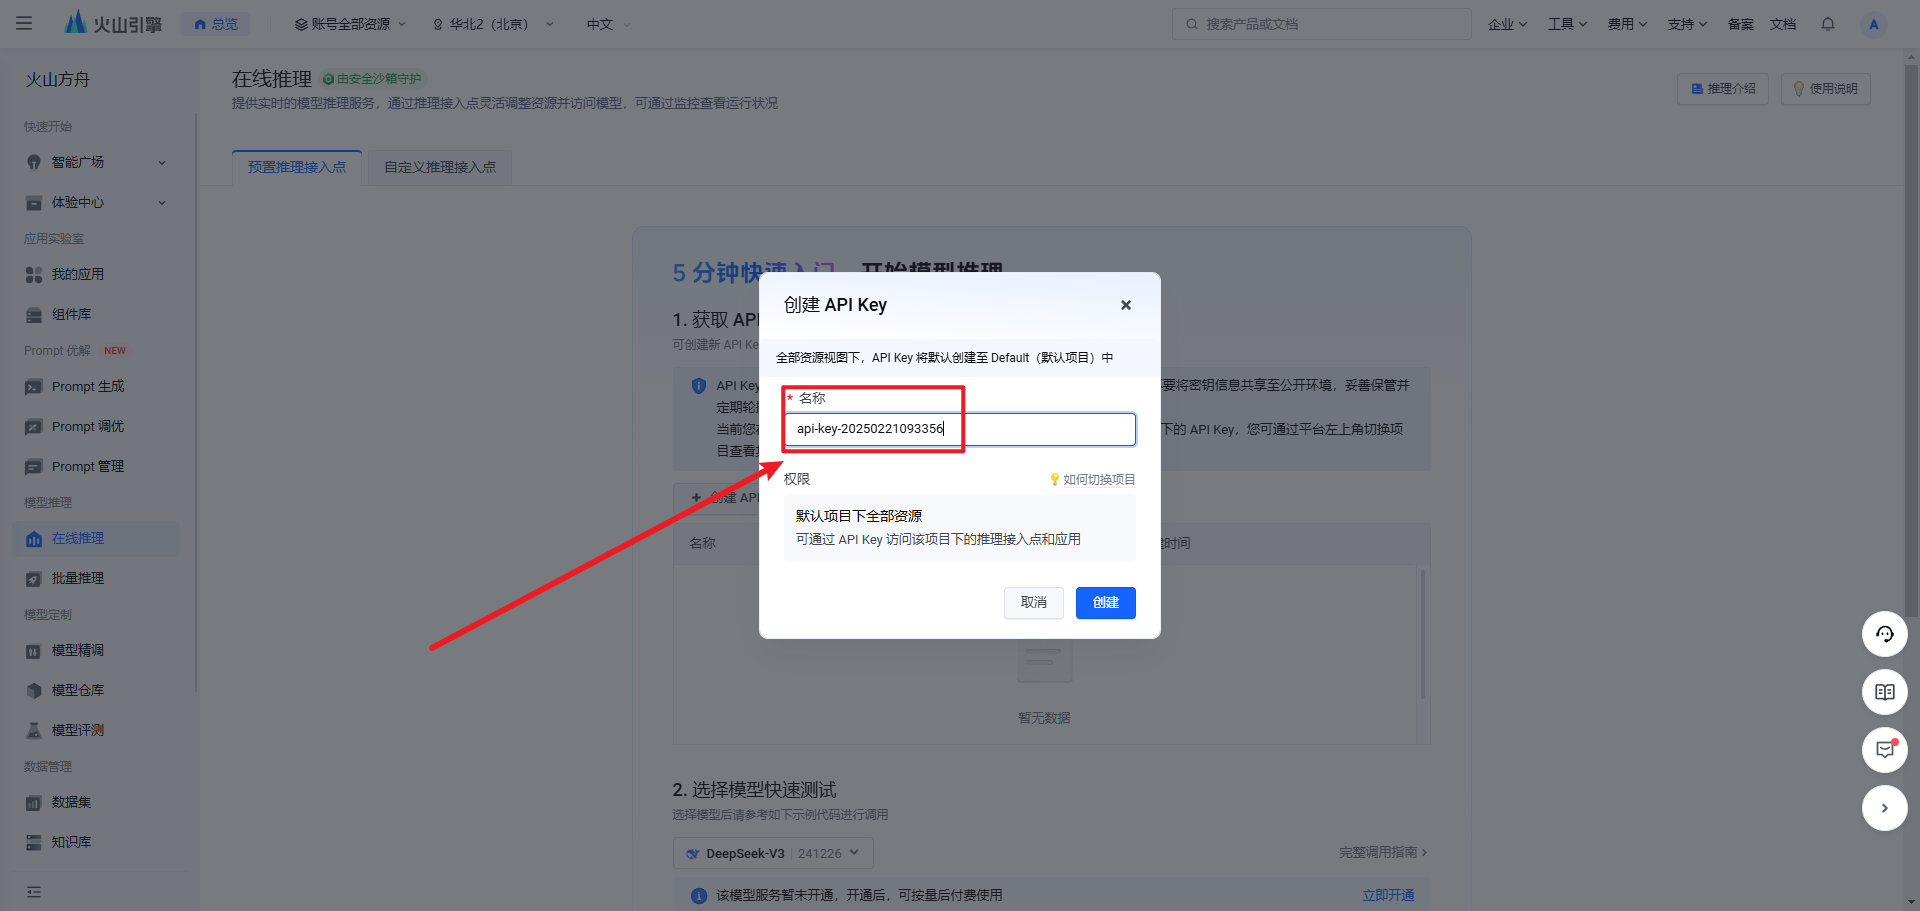 火山引擎
总览
账号全部资源
华北2（北京）
中文
搜索产品或文档
企业
工具
费用
支持
备案
文档
A
火山方舟
快速开始
智能广场
体验中心
应用实验室
我的应用
组件库
Prompt 优解 NEW
Prompt 生成
Prompt 调优
Prompt 管理
模型推理
在线推理
批量推理
模型定制
模型精调
模型仓库
模型评测
数据管理
数据集
知识库
在线推理 由安全沙箱守护
提供实时的模型推理服务，通过推理接入点灵活调整资源并访问模型，可通过监控查看运行状况
推理介绍
使用说明
预置推理接入点
自定义推理接入点
5 分钟快速入门 开始模型推理
1. 获取 API
可创建新 API Ke
API Key
要将密钥信息共享至公开环境，妥善保管并
定期轮
当前您在
下的 API Key，您可通过平台左上角切换项
目查看
创建 API
名称
时间
暂无数据
创建 API Key
全部资源视图下，API Key 将默认创建至 Default（默认项目）中
* 名称
api-key-20250221093356
权限
如何切换项目
默认项目下全部资源
可通过 API Key 访问该项目下的推理接入点和应用
取消
创建
2. 选择模型快速测试
选择模型后请参考如下示例代码进行调用
DeepSeek-V3 241226
完整调用指南
该模型服务暂未开通，开通后，可按量后付费使用
立即开通